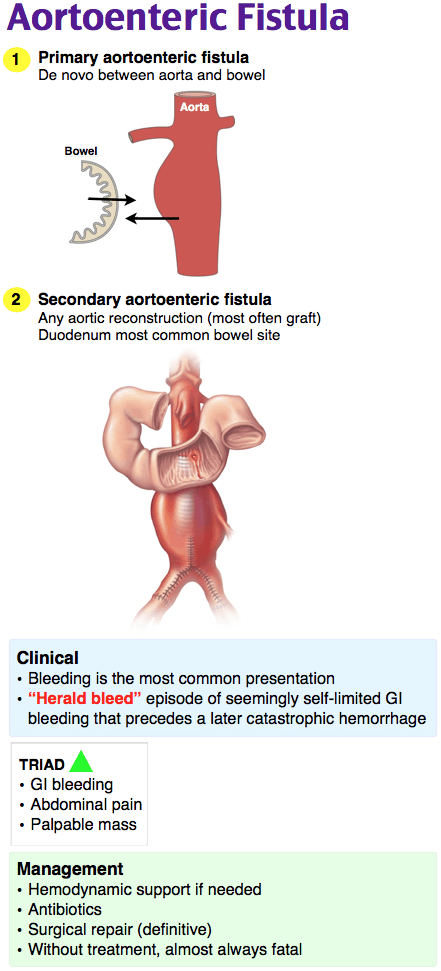 Aortoenteric Fistula
1 Primary aortoenteric fistula
De novo between aorta and bowel
Aorta
Bowel
2 Secondary aortoenteric fistula
Any aortic reconstruction (most often graft)
Duodenum most common bowel site
Clinical
• Bleeding is the most common presentation
• “Herald bleed” episode of seemingly self-limited GI
bleeding that precedes a later catastrophic hemorrhage
TRIAD
• GI bleeding
• Abdominal pain
• Palpable mass
Management
• Hemodynamic support if needed
• Antibiotics
• Surgical repair (definitive)
• Without treatment, almost always fatal